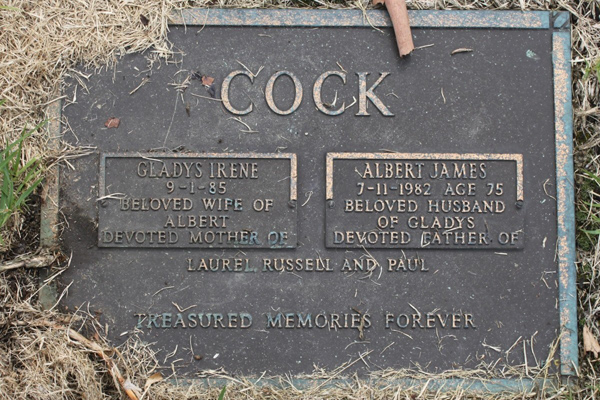 COCK
GLADYS IRENE
9-1-85
BELOVED WIFE OF
ALBERT
DEVOTED MOTHER OF
ALBERT JAMES
7-11-1982 AGE 75
BELOVED HUSBAND
OF GLADYS
DEVOTED FATHER OF
LAUREL, RUSSELL AND PAUL
TREASURED MEMORIES FOREVER